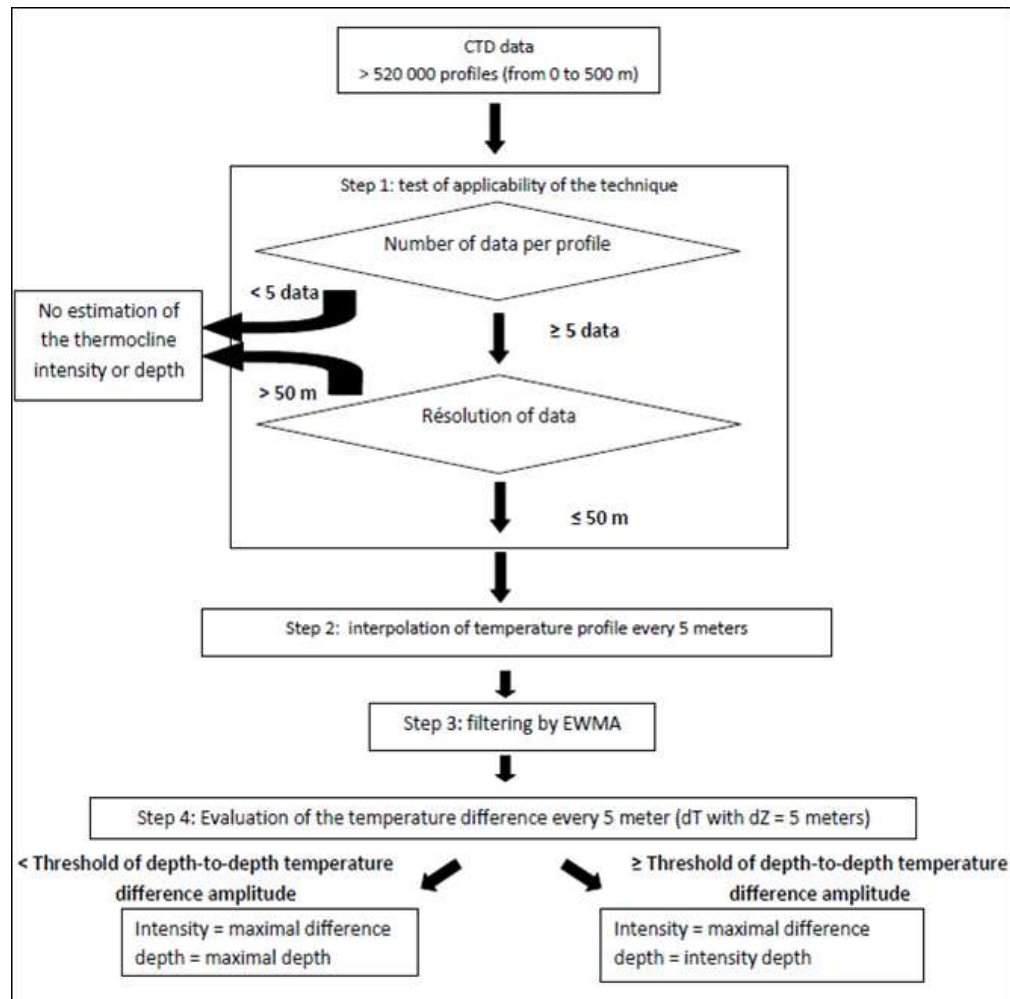 CTD data
> 520 000 profiles (from 0 to 500 m)
Step 1: test of applicability of the technique
Number of data per profile
< 5 data
No estimation of
the thermocline
intensity or depth
≥ 5 data
> 50 m
Résolution of data
≤ 50 m
Step 2:  interpolation of temperature profile every 5 meters
Step 3: filtering by EWMA
Step 4: Evaluation of the temperature difference every 5 meter (dT with dZ = 5 meters)
< Threshold of depth-to-depth temperature
difference amplitude
Intensity = maximal difference
depth = maximal depth
≥ Threshold of depth-to-depth temperature
difference amplitude
Intensity = maximal difference
depth = intensity depth